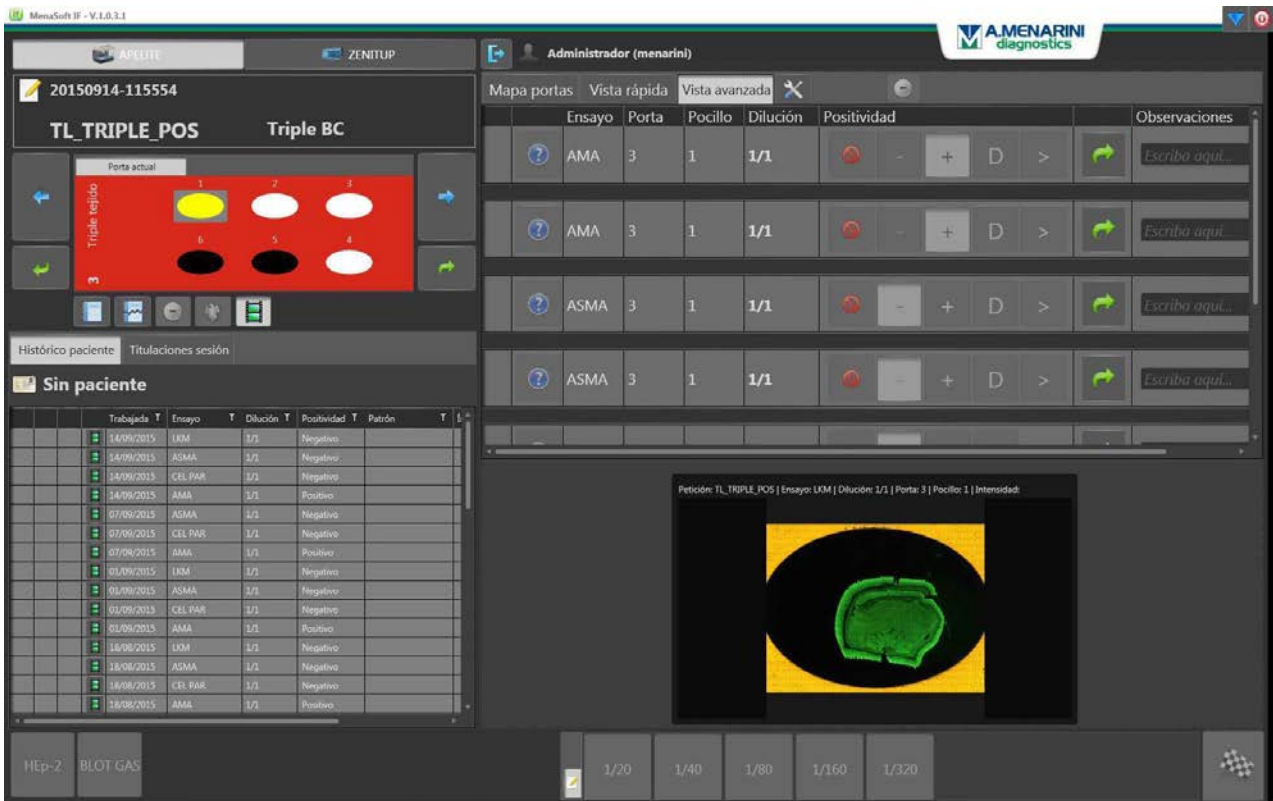 MenaSoft IF - V.1.0.3.1
A.MENARINI
diagnostics
APELITE
ZENITUP
Administrador (menarini)
20150914-115554
TL_TRIPLE_POS Triple BC
Mapa portas Vista rápida Vista avanzada
Ensayo Porta Pocillo Dilución Positividad Observaciones
AMA 3 1 1/1 - + D > Escriba aquí...
AMA 3 1 1/1 - + D > Escriba aquí...
ASMA 3 1 1/1 - + D > Escriba aquí...
ASMA 3 1 1/1 - + D > Escriba aquí...
Porta actual
Triple tejido
3
1 2 3
6 5 4
Histórico paciente Titulaciones sesión
Sin paciente
Trabajada Ensayo Dilución Positividad Patrón
14/09/2015 LKM 1/1 Negativo
14/09/2015 ASMA 1/1 Negativo
14/09/2015 CEL PAR 1/1 Negativo
14/09/2015 AMA 1/1 Positivo
07/09/2015 ASMA 1/1 Negativo
07/09/2015 CEL PAR 1/1 Negativo
07/09/2015 AMA 1/1 Positivo
01/09/2015 LKM 1/1 Negativo
01/09/2015 ASMA 1/1 Negativo
01/09/2015 CEL PAR 1/1 Negativo
01/09/2015 AMA 1/1 Positivo
18/08/2015 LKM 1/1 Negativo
18/08/2015 ASMA 1/1 Negativo
18/08/2015 CEL PAR 1/1 Negativo
18/08/2015 AMA 1/1 Positivo
Petición: TL_TRIPLE_POS | Ensayo: LKM | Dilución: 1/1 | Porta: 3 | Pocillo: 1 | Intensidad:
HEp-2 BLOT GAS
1/20 1/40 1/80 1/160 1/320